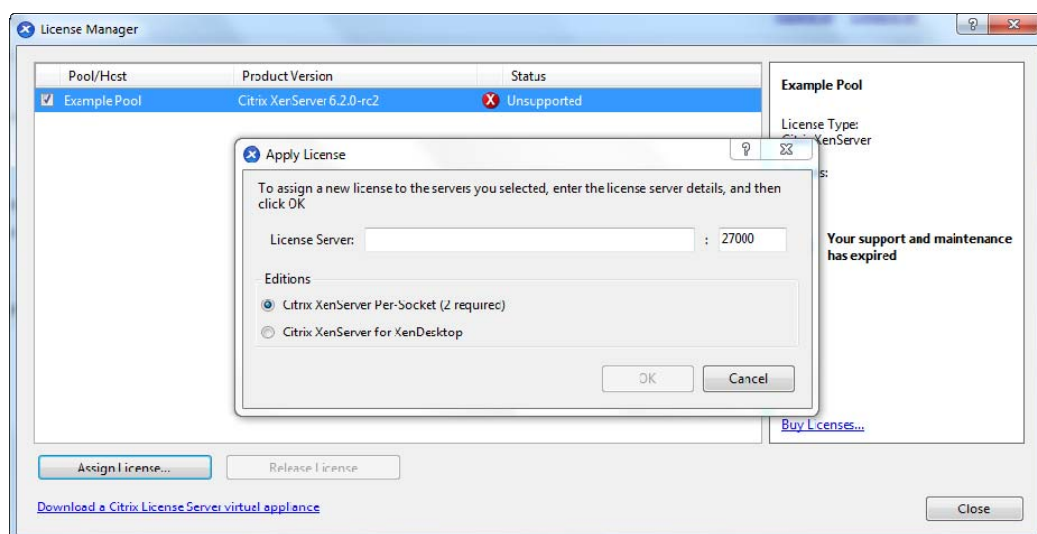 License Manager
Pool/Host Product Version Status
Example Pool Citrix XenServer 6.2.0-rc2 Unsupported
Example Pool
License Type:
Citrix XenServer
s:
Your support and maintenance
has expired
Buy Licenses...
Apply License
To assign a new license to the servers you selected, enter the license server details, and then
click OK
License Server: : 27000
Editions
Citrix XenServer Per-Socket (2 required)
Citrix XenServer for XenDesktop
OK Cancel
Assign License... Release License
Download a Citrix License Server virtual appliance
Close